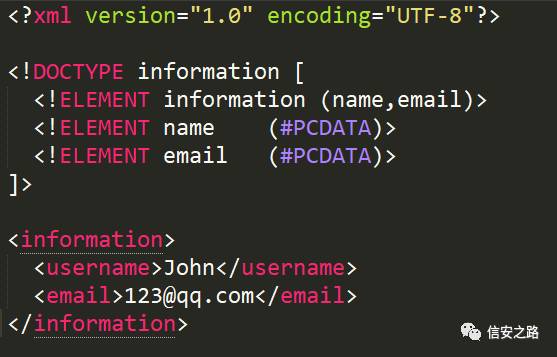 <?xml version="1.0" encoding="UTF-8"?>
<!DOCTYPE information [
<!ELEMENT information (name,email)>
<!ELEMENT name (#PCDATA)>
<!ELEMENT email (#PCDATA)>
]>
<information>
<username>John</username>
<email>123@qq.com</email>
</information>
信安之路